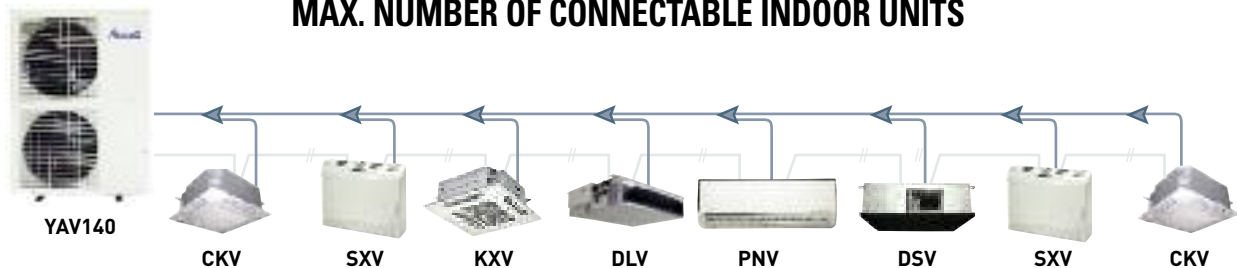 MAX. NUMBER OF CONNECTABLE INDOOR UNITS
YAV140
CKV SXV KXV DLV PNV DSV SXV CKV